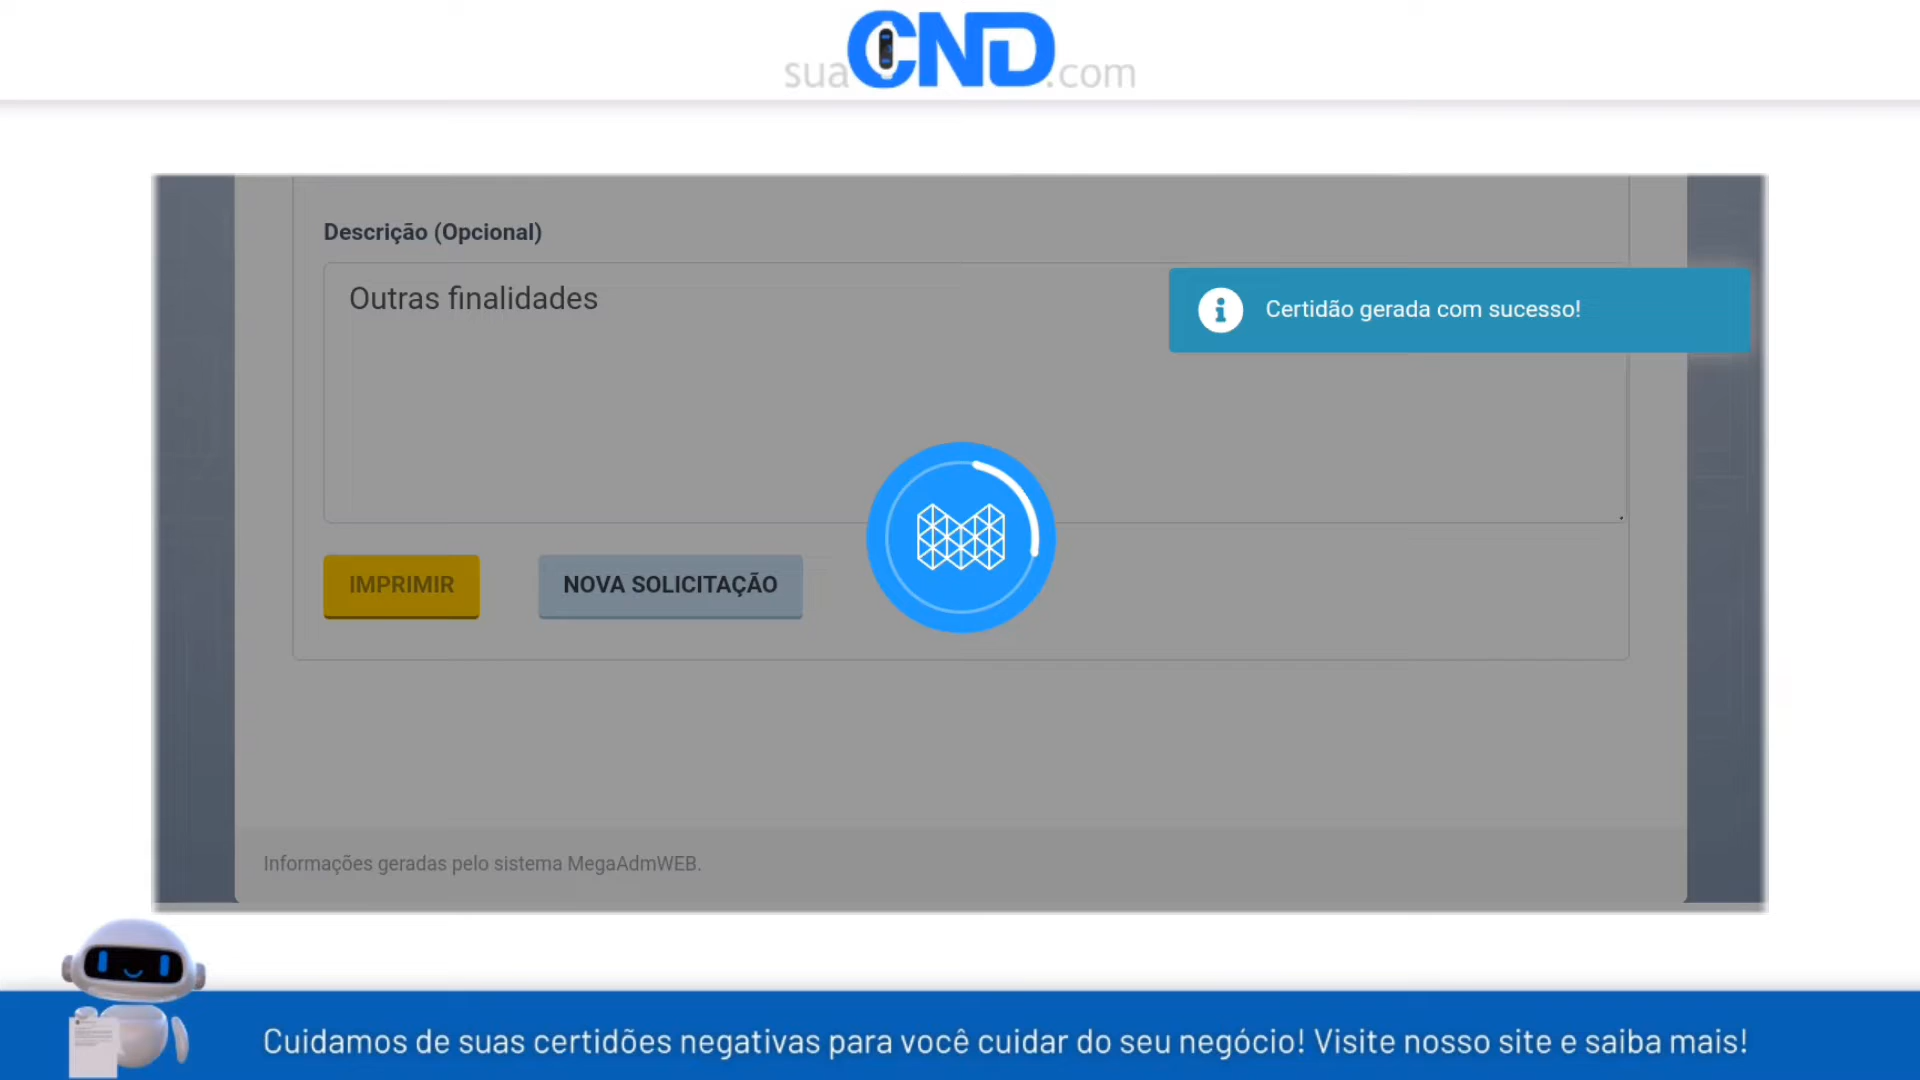 suaCND.com
Descrição (Opcional)
Outras finalidades
Certidão gerada com sucesso!
IMPRIMIR
NOVA SOLICITAÇÃO
Informações geradas pelo sistema MegaAdmWEB.
Cuidamos de suas certidões negativas para você cuidar do seu negócio! Visite nosso site e saiba mais!